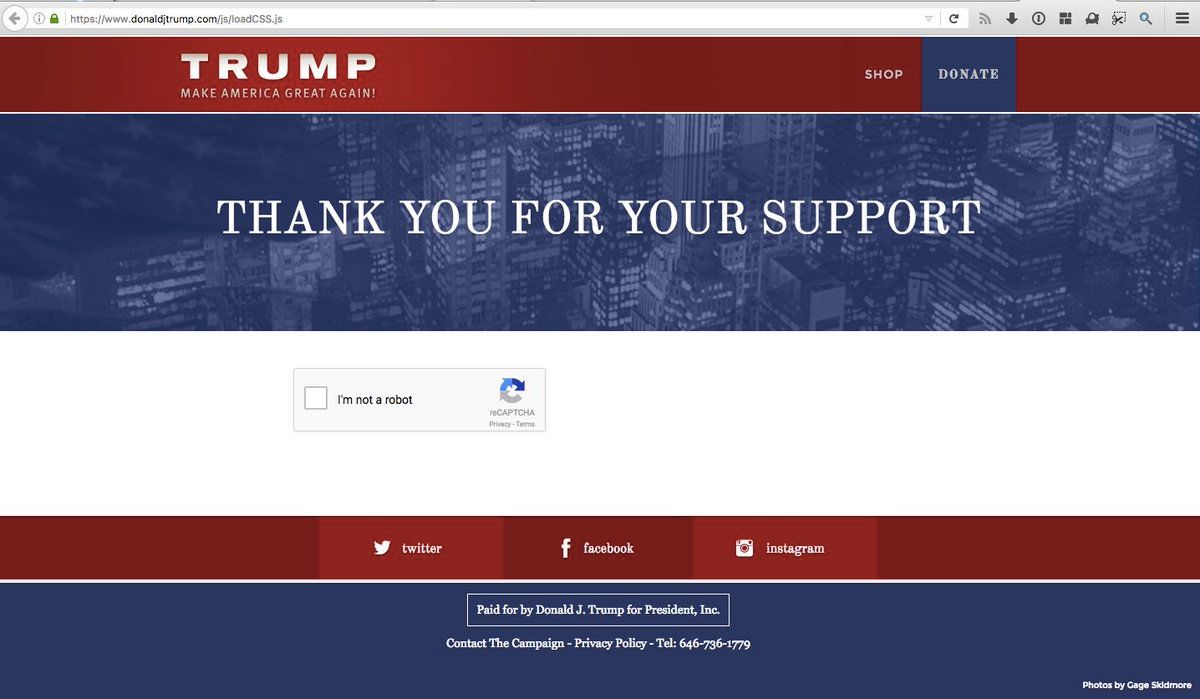 https://www.donaldjtrump.com/js/loadCSS.js
TRUMP
MAKE AMERICA GREAT AGAIN!
SHOP
DONATE
THANK YOU FOR YOUR SUPPORT
I'm not a robot
reCAPTCHA
Privacy - Terms
twitter
facebook
instagram
Paid for by Donald J. Trump for President, Inc.
Contact The Campaign - Privacy Policy - Tel: 646-736-1779
Photos by Gage Skidmore